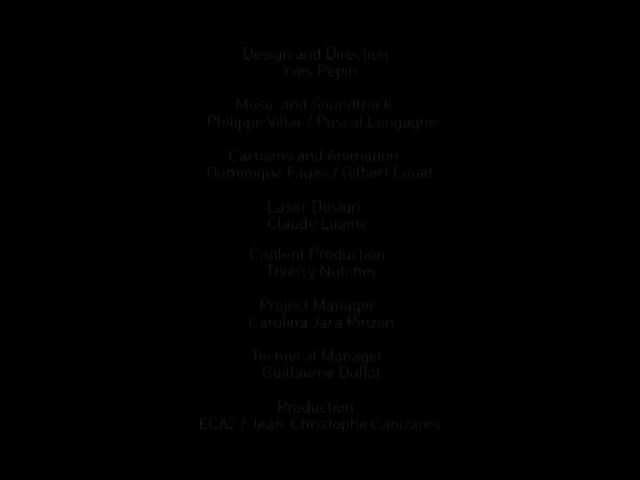 Design and Direction
Yves Pepin
Music and Soundtrack
Philippe Villar / Pascal Lengagne
Cartoons and Animation
Dominique Fages / Gilbert Louet
Laser Design
Claude Lifante
Content Production
Thierry Nutchey
Project Manager
Carolina Jara Pinzon
Technical Manager
Guillaume Duflot
Production
ECA2 / Jean-Christophe Canizares